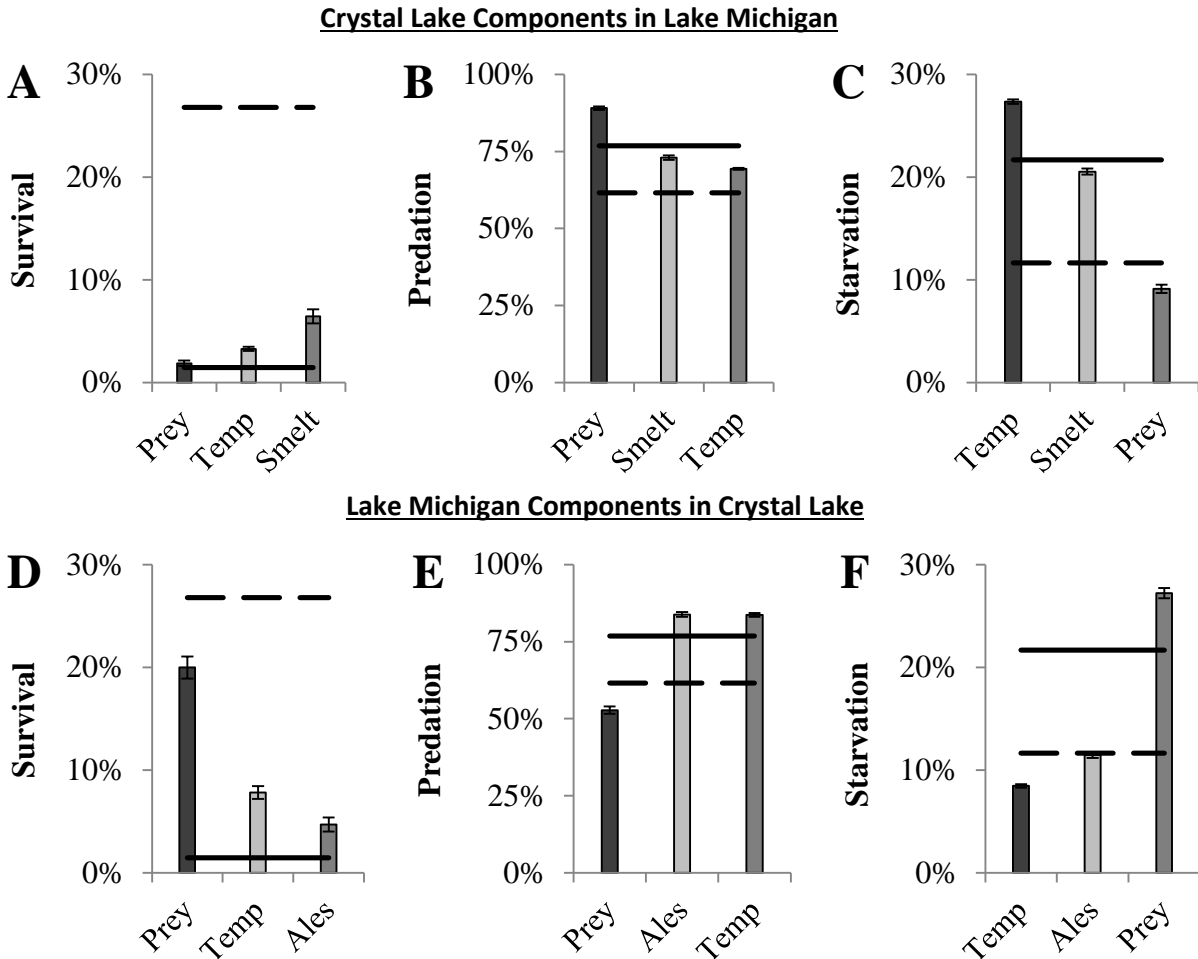 Crystal Lake Components in Lake Michigan
A
Survival
30%
20%
10%
0%
Prey
Temp
Smelt
B
Predation
100%
75%
50%
25%
0%
Prey
Smelt
Temp
C
Starvation
30%
20%
10%
0%
Temp
Smelt
Prey
Lake Michigan Components in Crystal Lake
D
Survival
30%
20%
10%
0%
Prey
Temp
Ales
E
Predation
100%
75%
50%
25%
0%
Prey
Ales
Temp
F
Starvation
30%
20%
10%
0%
Temp
Ales
Prey